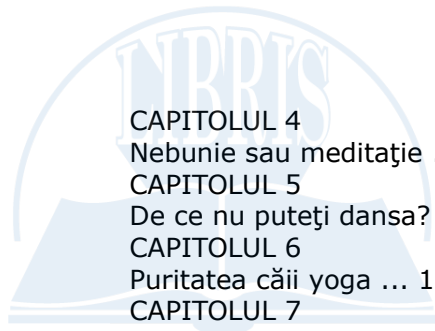 LIBRIS
CAPITOLUL 4
Nebunie sau meditaţie .
CAPITOLUL 5
De ce nu puteţi dansa?
CAPITOLUL 6
Puritatea căii yoga ... 1
CAPITOLUL 7